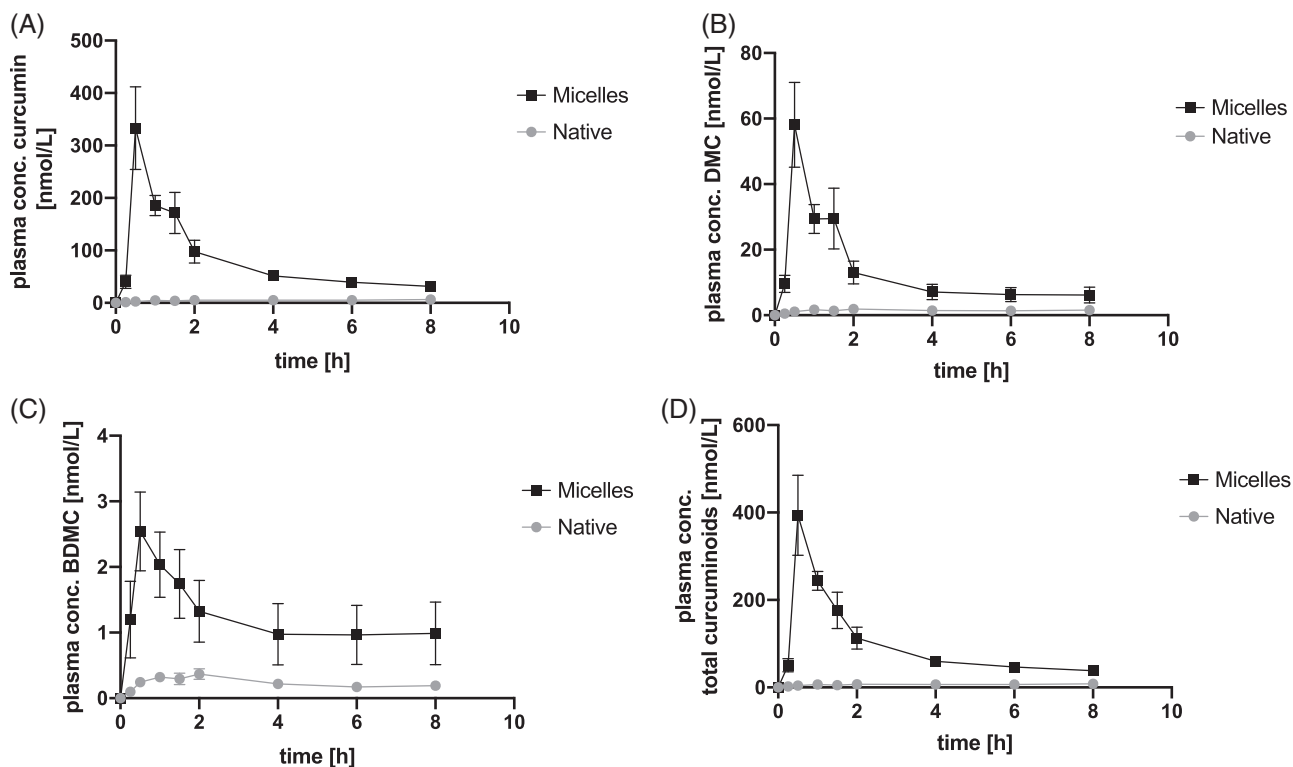 (A)
plasma conc. curcumin
[nmol/L]
500
400
300
200
100
0
0 2 4 6 8 10
time [h]
Micelles
Native
(B)
plasma conc. DMC [nmol/L]
80
60
40
20
0
0 2 4 6 8 10
time [h]
Micelles
Native
(C)
plasma conc. BDMC [nmol/L]
4
3
2
1
0
0 2 4 6 8 10
time [h]
Micelles
Native
(D)
plasma conc.
total curcuminoids [nmol/L]
600
400
200
0
0 2 4 6 8 10
time [h]
Micelles
Native